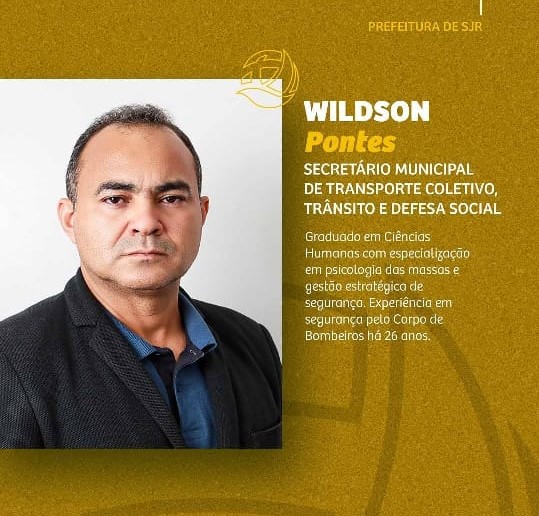 PREFEITURA DE SJR
WILDSON
Pontes
SECRETÁRIO MUNICIPAL
DE TRANSPORTE COLETIVO,
TRÂNSITO E DEFESA SOCIAL
Graduado em Ciências
Humanas com especialização
em psicologia das massas e
gestão estratégica de
segurança. Experiência em
segurança pelo Corpo de
Bombeiros há 26 anos.